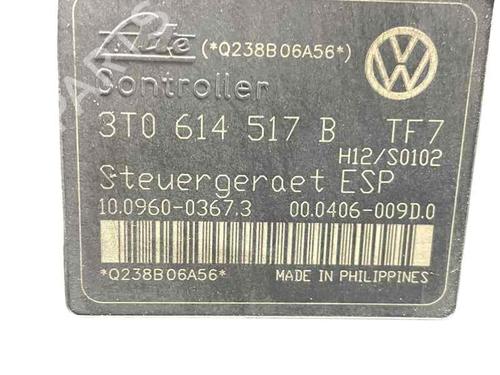 Ate (*Q238B06A56*)
Controller
3T0 614 517 B TF7
H12/S0102
Steuergeraet ESP
10.0960-0367.3 00.0406-009D.0
*Q238B06A56* MADE IN PHILIPPINES